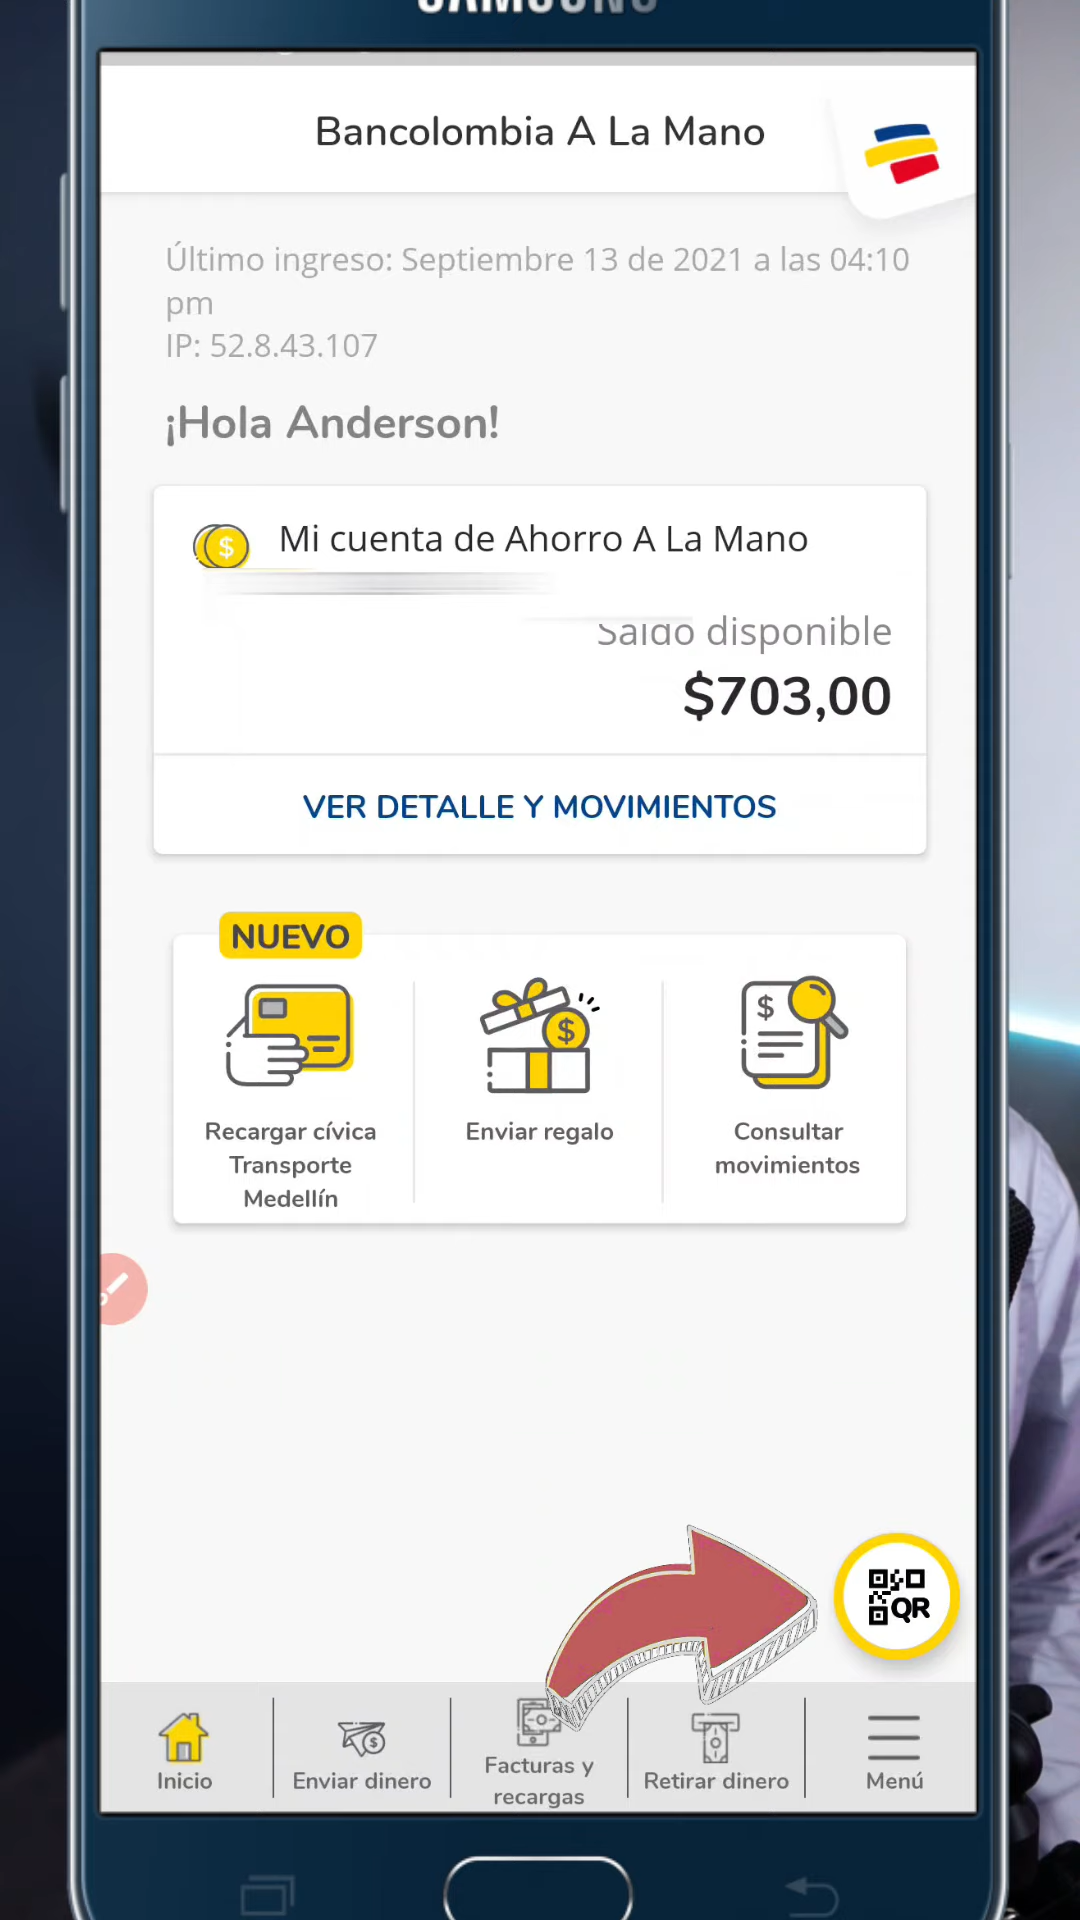 SAMSUNG
Bancolombia A La Mano
Último ingreso: Septiembre 13 de 2021 a las 04:10
pm
IP: 52.8.43.107
¡Hola Anderson!
$
Mi cuenta de Ahorro A La Mano
Saldo disponible
$703,00
VER DETALLE Y MOVIMIENTOS
NUEVO
$
$
Recargar cívica
Transporte
Medellín
Enviar regalo
Consultar
movimientos
QR
$
Inicio
Enviar dinero
Facturas y
recargas
Retirar dinero
Menú